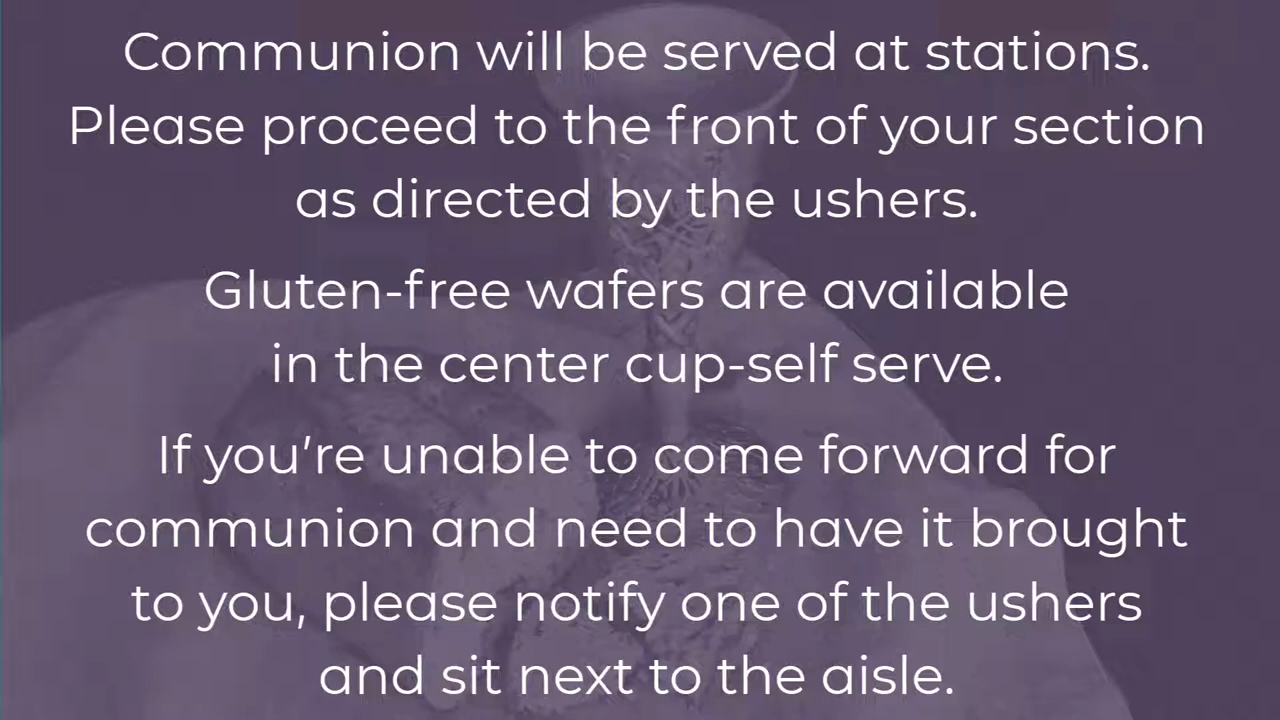 Communion will be served at stations.
Please proceed to the front of your section
as directed by the ushers.
Gluten-free wafers are available
in the center cup-self serve.
If you’re unable to come forward for
communion and need to have it brought
to you, please notify one of the ushers
and sit next to the aisle.